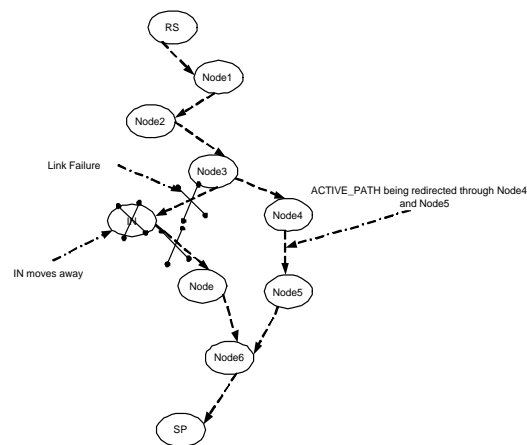 RS
Node1
Node2
Link Failure
Node3
ACTIVE_PATH being redirected through Node4
and Node5
Node4
IN
IN moves away
Node
Node5
Node6
SP